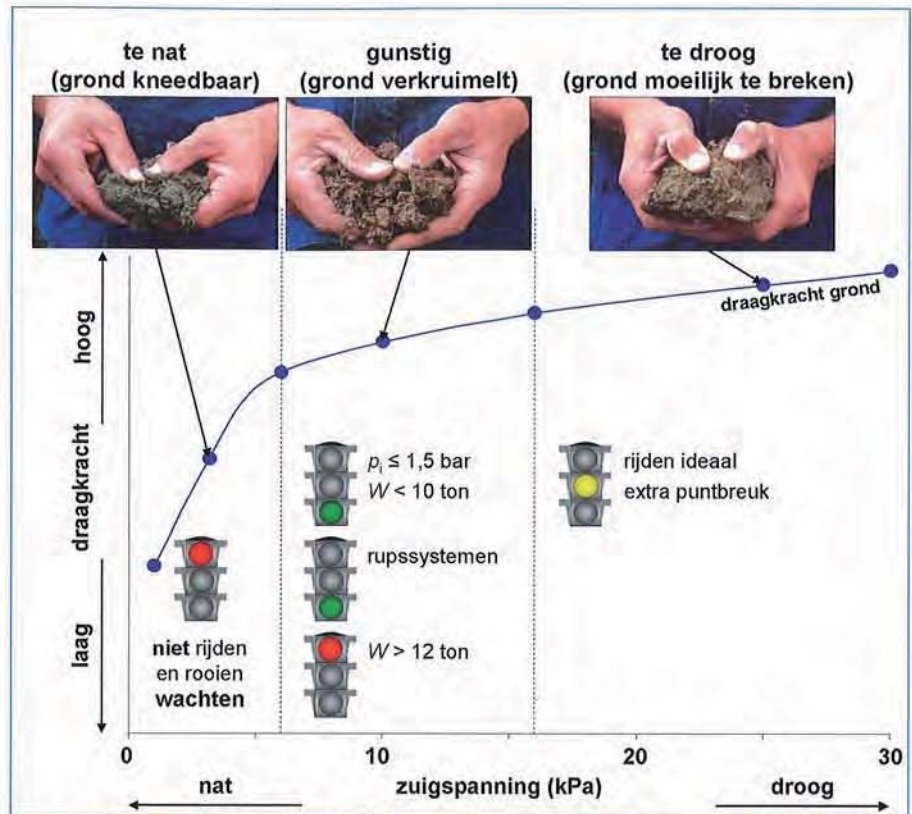 te nat
(grond kneedbaar)
gunstig
(grond verkruimelt)
te droog
(grond moeilijk te breken)
hoog
draagkracht
laag
draagkracht grond
pᵢ ≤ 1,5 bar
W < 10 ton
rupssystemen
W > 12 ton
rijden ideaal
extra puntbreuk
niet rijden
en rooien
wachten
0
10
20
30
nat
zuigspanning (kPa)
droog